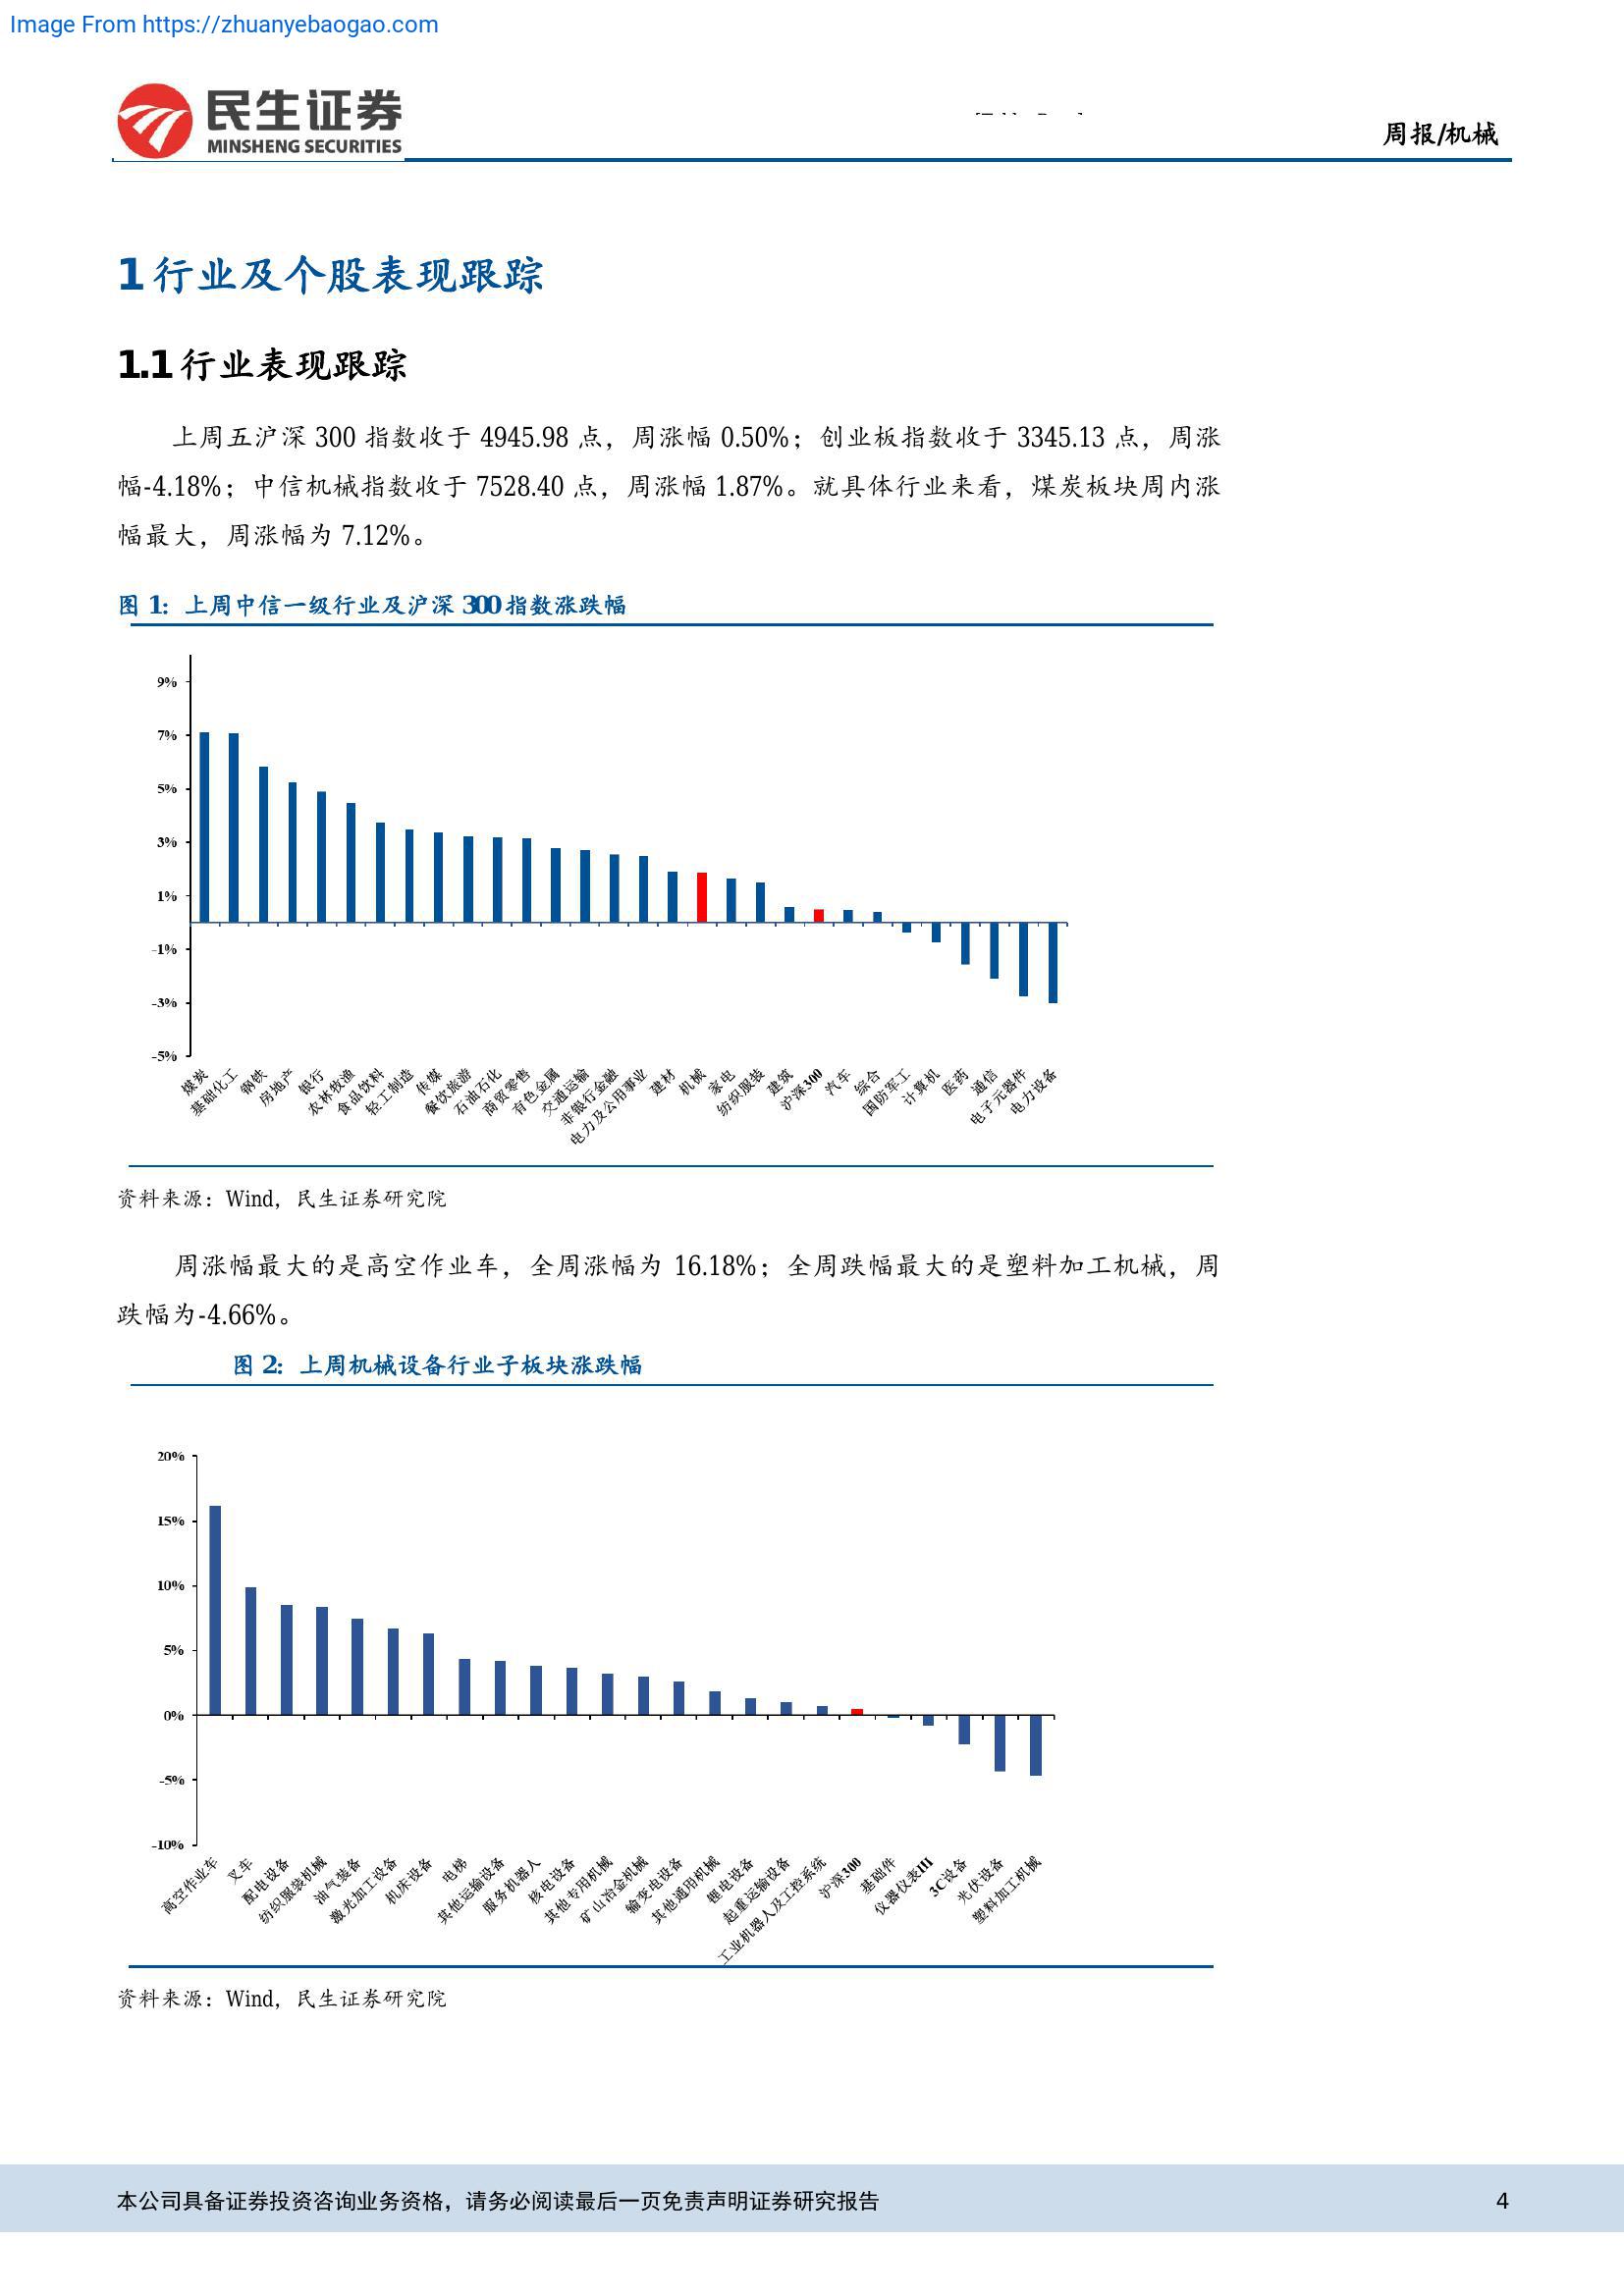 Image From https://zhuanyebaogao.com
民生证券
MINSHENG SECURITIES
周报/机械
1 行业及个股表现跟踪
1.1 行业表现跟踪
上周五沪深 300 指数收于 4945.98 点，周涨幅 0.50%；创业板指数收于 3345.13 点，周涨
幅-4.18%；中信机械指数收于 7528.40 点，周涨幅 1.87%。就具体行业来看，煤炭板块周内涨
幅最大，周涨幅为 7.12%。
图 1：上周中信一级行业及沪深 300 指数涨跌幅
9%
7%
5%
3%
1%
-1%
-3%
-5%
煤炭
基础化工
钢铁
房地产
银行
农林牧渔
食品饮料
轻工制造
传媒
餐饮旅游
石油石化
商贸零售
有色金属
交通运输
非银行金融
电力及公用事业
建材
机械
家电
纺织服装
建筑
沪深300
汽车
综合
国防军工
计算机
医药
通信
电子元器件
电力设备
资料来源：Wind，民生证券研究院
周涨幅最大的是高空作业车，全周涨幅为 16.18%；全周跌幅最大的是塑料加工机械，周
跌幅为-4.66%。
图 2：上周机械设备行业子板块涨跌幅
20%
15%
10%
5%
0%
-5%
-10%
高空作业车
叉车
配电设备
纺织服装机械
油气装备
激光加工设备
机床设备
电梯
其他运输设备
服务机器人
核电设备
其他专用机械
矿山冶金机械
输变电设备
其他通用机械
锂电设备
起重运输设备
工业机器人及工控系统
沪深300
基础件
仪器仪表III
3C设备
光伏设备
塑料加工机械
资料来源：Wind，民生证券研究院
本公司具备证券投资咨询业务资格，请务必阅读最后一页免责声明证券研究报告
4